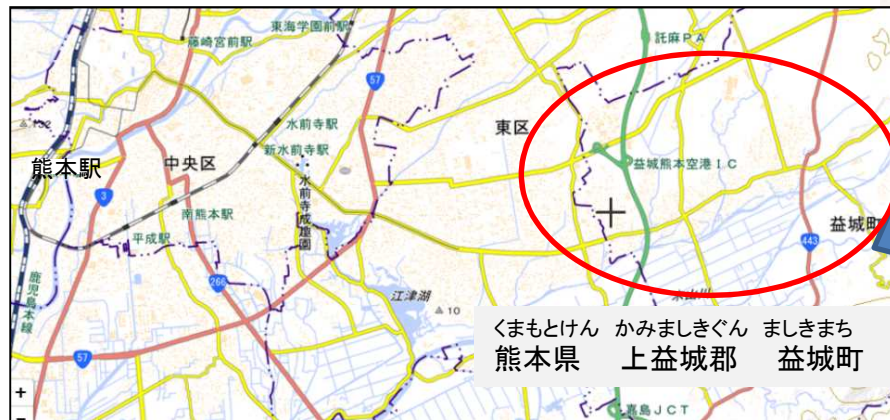 東海学園前駅
藤崎宮前駅
託麻PA
57
132
水前寺駅
東区
熊本駅
中央区
新水前寺駅
益城熊本空港IC
3
水前寺成趣園
南熊本駅
平成駅
益城町
443
266
鹿児島本線
木山川
江津湖
10
くまもとけん かみましきぐん ましきまち
熊本県 上益城郡 益城町
57
+
嘉島JCT